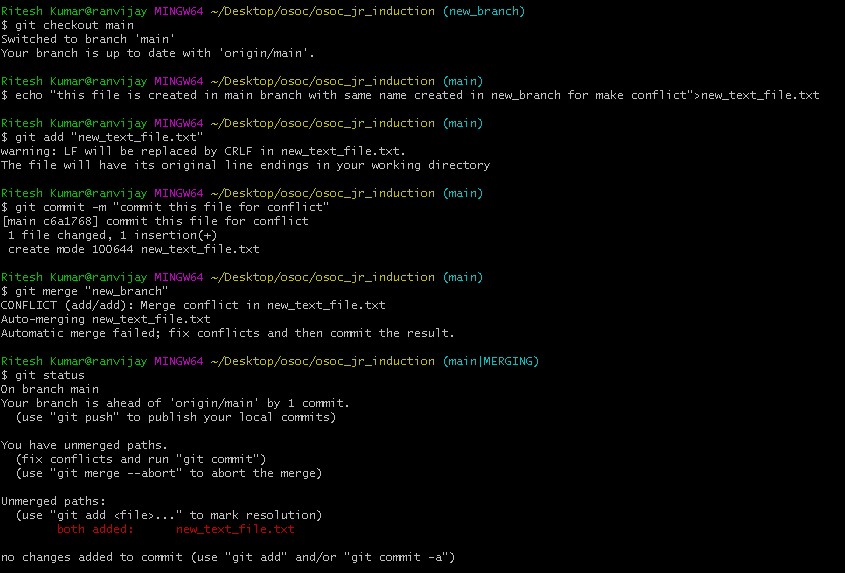 Ritesh Kumar@ranvijay MINGW64 ~/Desktop/osoc/osoc_jr_induction (new_branch)
$ git checkout main
Switched to branch 'main'
Your branch is up to date with 'origin/main'.
Ritesh Kumar@ranvijay MINGW64 ~/Desktop/osoc/osoc_jr_induction (main)
$ echo "this file is created in main branch with same name created in new_branch for make conflict">new_text_file.txt
Ritesh Kumar@ranvijay MINGW64 ~/Desktop/osoc/osoc_jr_induction (main)
$ git add "new_text_file.txt"
warning: LF will be replaced by CRLF in new_text_file.txt.
The file will have its original line endings in your working directory
Ritesh Kumar@ranvijay MINGW64 ~/Desktop/osoc/osoc_jr_induction (main)
$ git commit -m "commit this file for conflict"
[main c6a1768] commit this file for conflict
 1 file changed, 1 insertion(+)
 create mode 100644 new_text_file.txt
Ritesh Kumar@ranvijay MINGW64 ~/Desktop/osoc/osoc_jr_induction (main)
$ git merge "new_branch"
CONFLICT (add/add): Merge conflict in new_text_file.txt
Auto-merging new_text_file.txt
Automatic merge failed; fix conflicts and then commit the result.
Ritesh Kumar@ranvijay MINGW64 ~/Desktop/osoc/osoc_jr_induction (main|MERGING)
$ git status
On branch main
Your branch is ahead of 'origin/main' by 1 commit.
  (use "git push" to publish your local commits)
You have unmerged paths.
  (fix conflicts and run "git commit")
  (use "git merge --abort" to abort the merge)
Unmerged paths:
  (use "git add <file>..." to mark resolution)
        both added:      new_text_file.txt
no changes added to commit (use "git add" and/or "git commit -a")